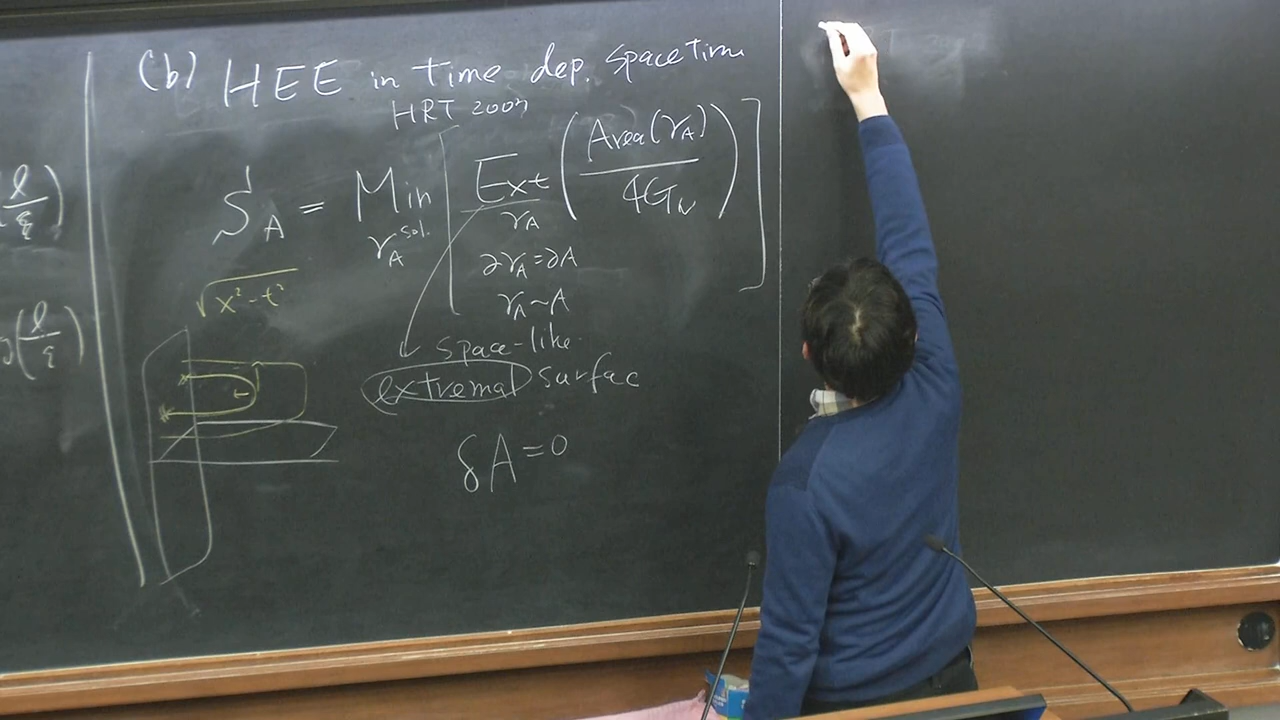 (b) HEE in time dep. space time
HRT 2007
S_A = Min_{γ_A^{sol.}} [ Ext_{γ_A} ( Area(γ_A) / 4G_N ) ]
∂γ_A = ∂A
γ_A ~ A
√x²-t²
space-like
extremal surfac
δA = 0
(ℓ/ξ)
(ℓ/ξ)